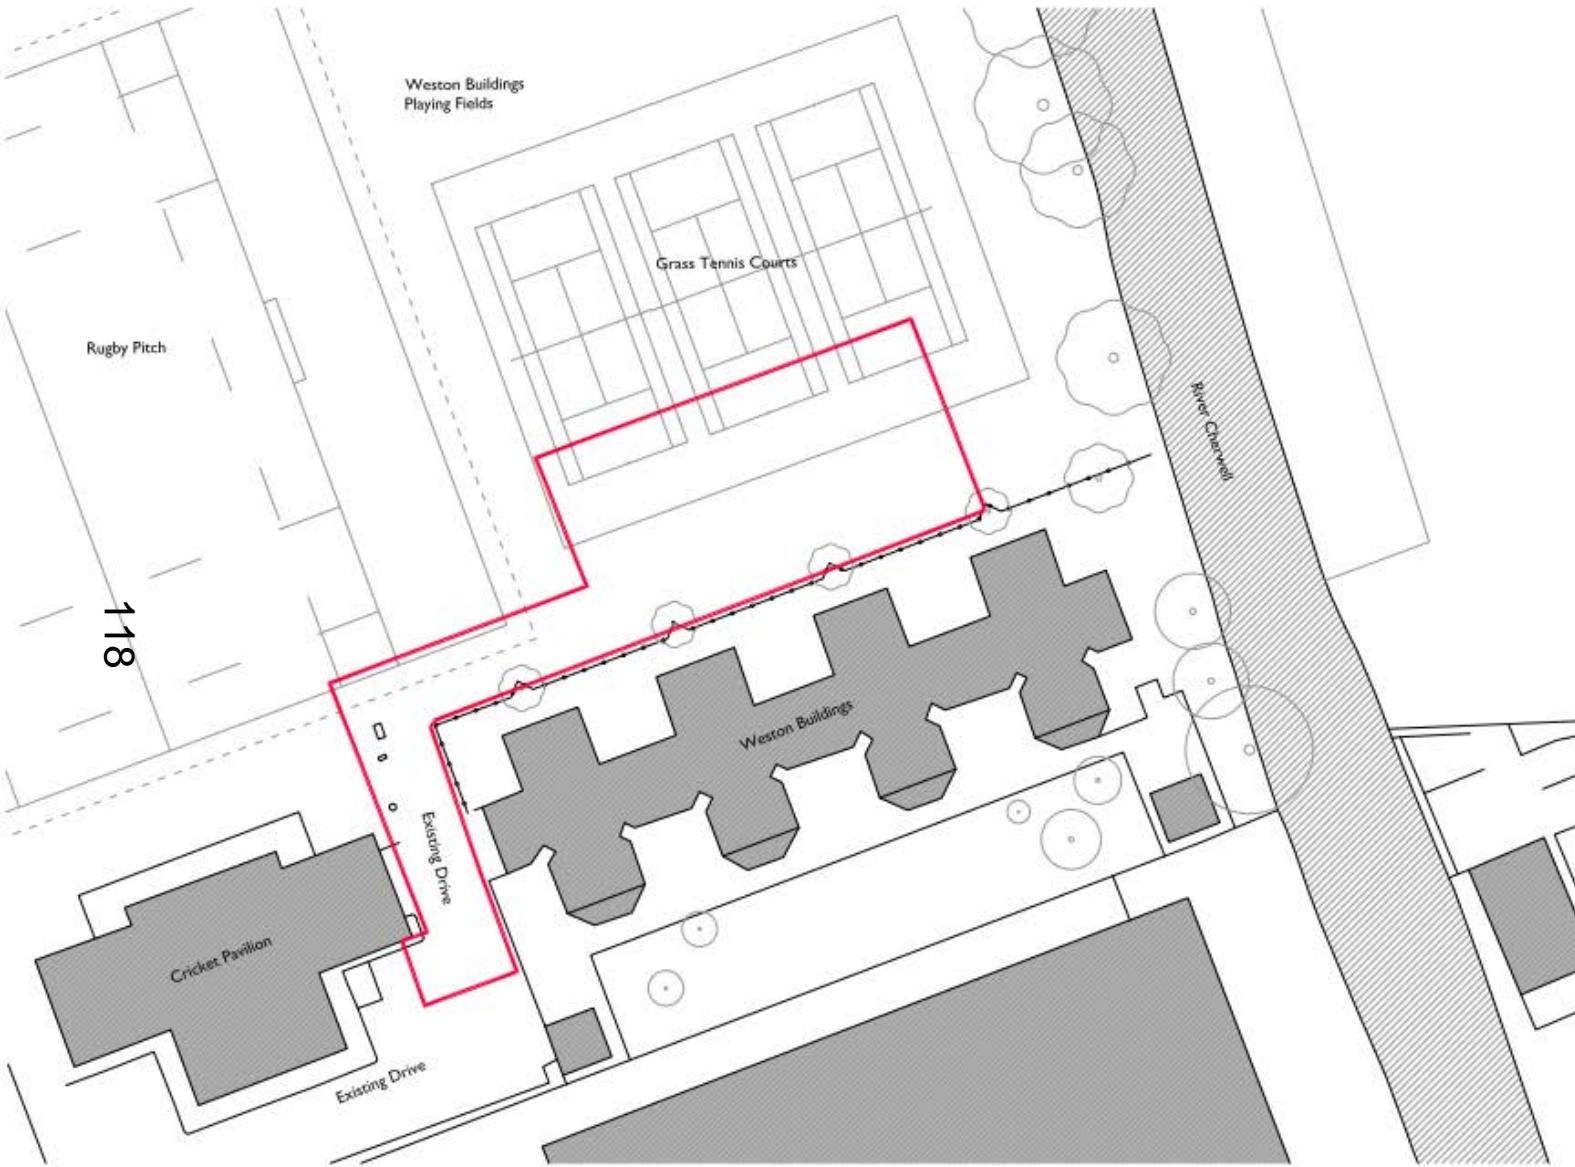 Weston Buildings
Playing Fields
Grass Tennis Courts
Rugby Pitch
River Cherwell
118
Weston Buildings
Existing Drive
Cricket Pavilion
Existing Drive